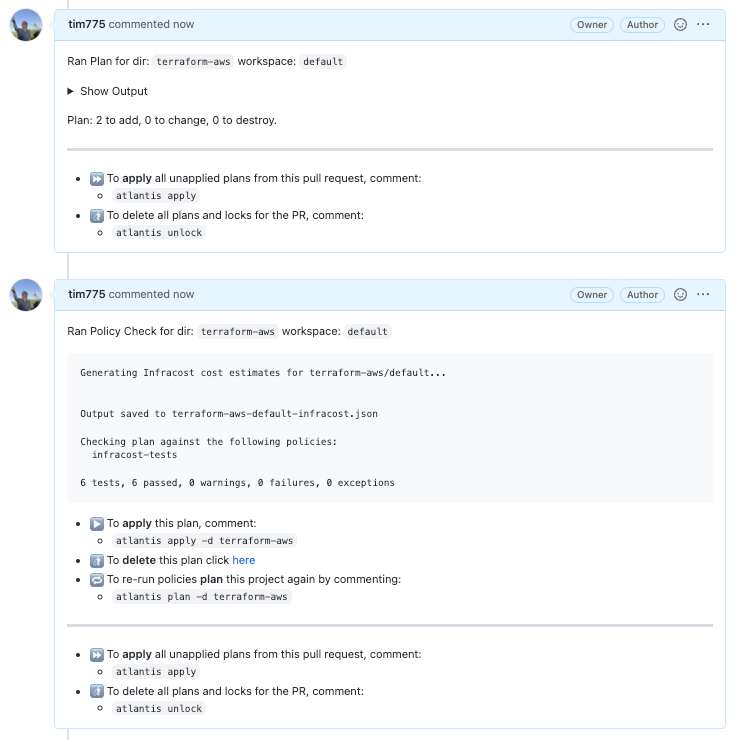 tim775 commented now
Owner
Author
Ran Plan for dir: terraform-aws workspace: default
Show Output
Plan: 2 to add, 0 to change, 0 to destroy.
To apply all unapplied plans from this pull request, comment:
atlantis apply
To delete all plans and locks for the PR, comment:
atlantis unlock
tim775 commented now
Owner
Author
Ran Policy Check for dir: terraform-aws workspace: default
Generating Infracost cost estimates for terraform-aws/default...
Output saved to terraform-aws-default-infracost.json
Checking plan against the following policies:
infracost-tests
6 tests, 6 passed, 0 warnings, 0 failures, 0 exceptions
To apply this plan, comment:
atlantis apply -d terraform-aws
To delete this plan click here
To re-run policies plan this project again by commenting:
atlantis plan -d terraform-aws
To apply all unapplied plans from this pull request, comment:
atlantis apply
To delete all plans and locks for the PR, comment:
atlantis unlock